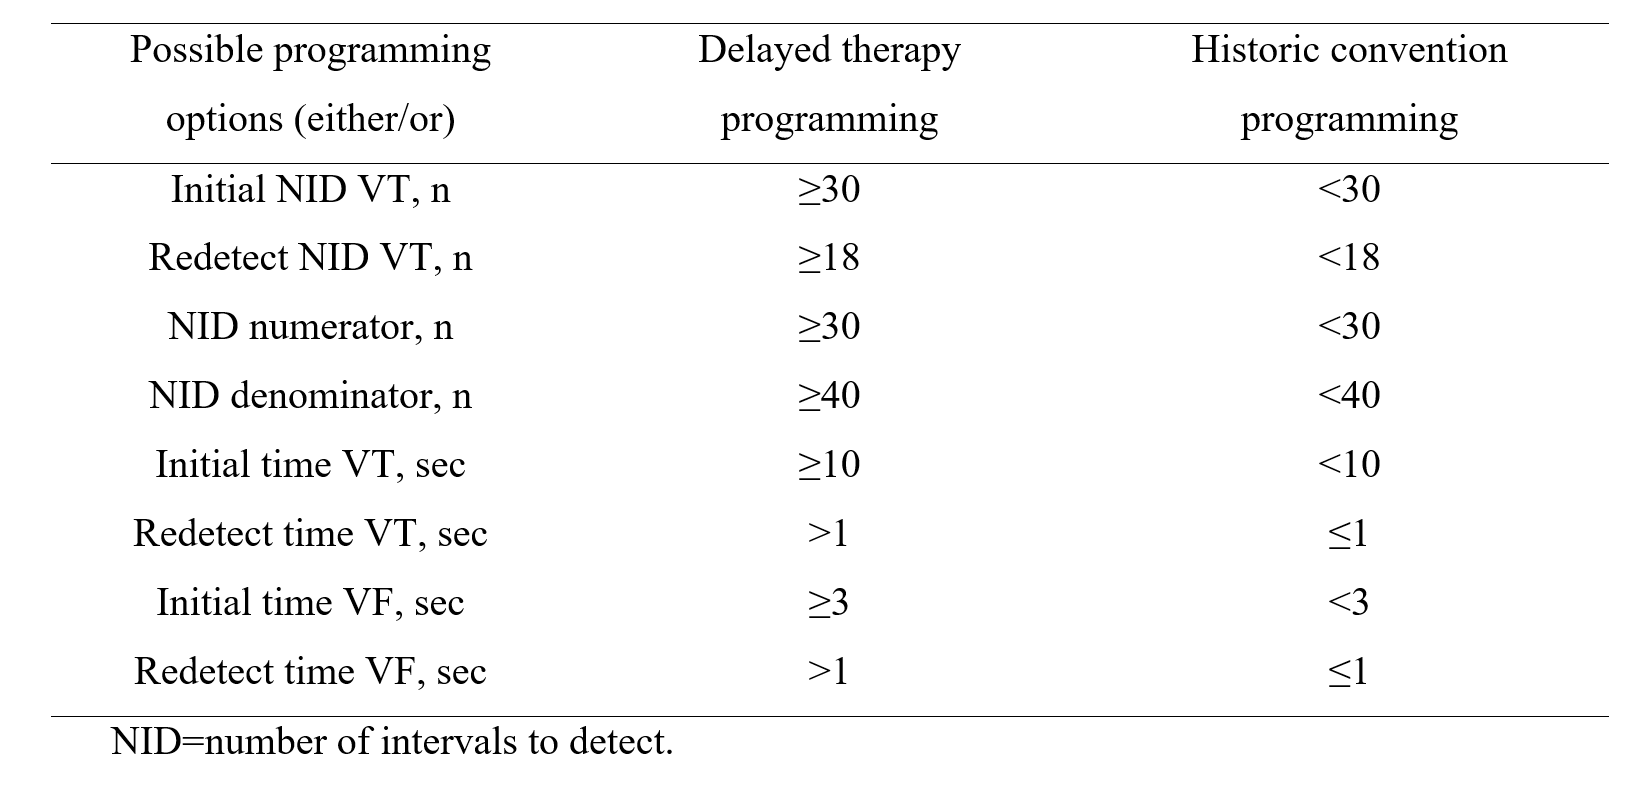 Possible programming Delayed therapy Historic convention
options (either/or) programming programming
Initial NID VT, n ≥30 <30
Redetect NID VT, n ≥18 <18
NID numerator, n ≥30 <30
NID denominator, n ≥40 <40
Initial time VT, sec ≥10 <10
Redetect time VT, sec >1 ≤1
Initial time VF, sec ≥3 <3
Redetect time VF, sec >1 ≤1
NID=number of intervals to detect.